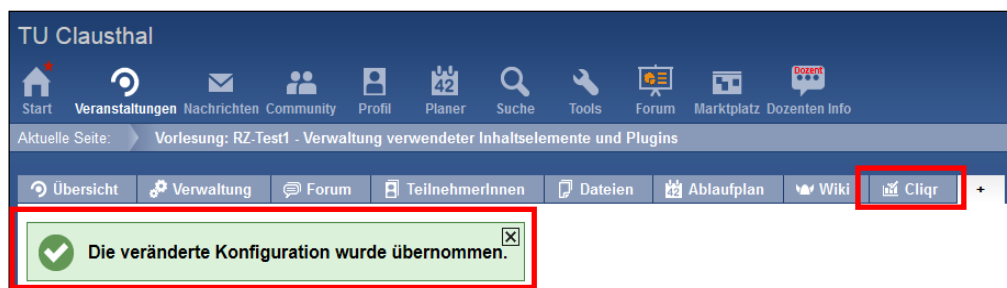 TU Clausthal
42
Dozent
Start Veranstaltungen Nachrichten Community Profil Planer Suche Tools Forum Marktplatz Dozenten Info
Aktuelle Seite: Vorlesung: RZ-Test1 - Verwaltung verwendeter Inhaltselemente und Plugins
Übersicht Verwaltung Forum TeilnehmerInnen Dateien 42 Ablaufplan Wiki Cliqr +
Die veränderte Konfiguration wurde übernommen.